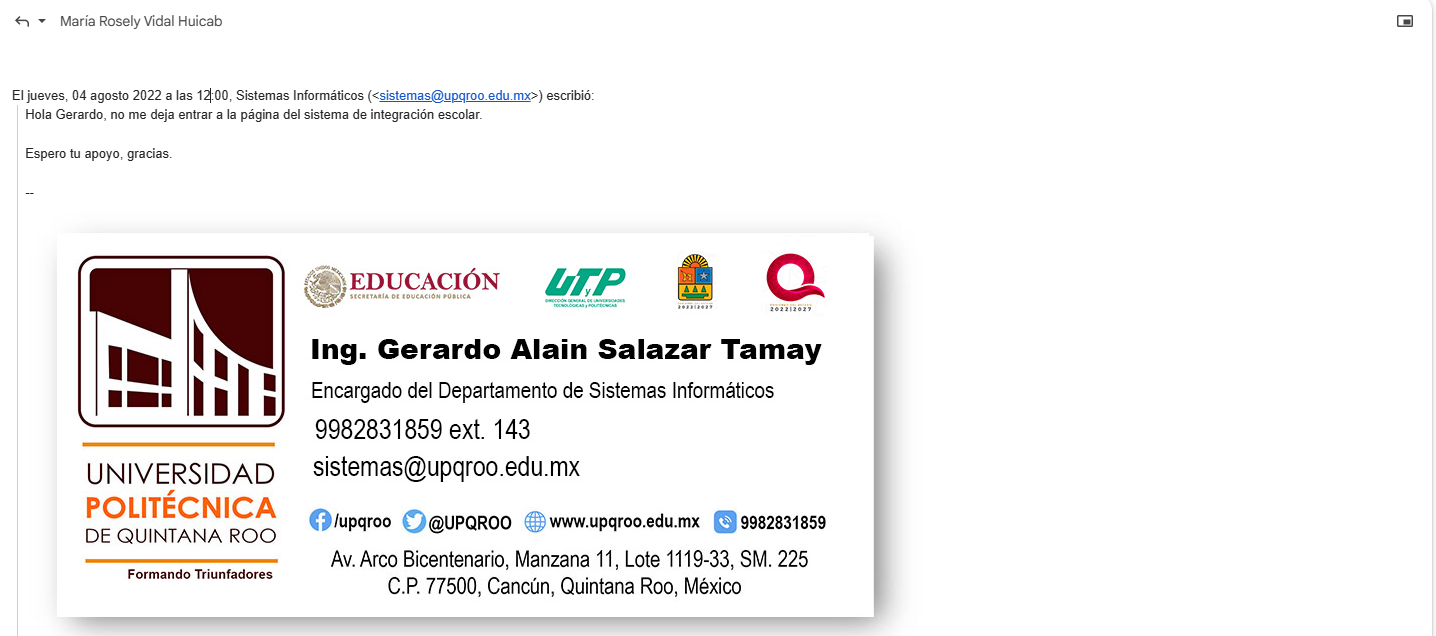 María Rosely Vidal Huicab
El jueves, 04 agosto 2022 a las 12:00, Sistemas Informáticos (<sistemas@upqroo.edu.mx>) escribió:
Hola Gerardo, no me deja entrar a la página del sistema de integración escolar.
Espero tu apoyo, gracias.
--
EDUCACIÓN
SECRETARÍA DE EDUCACIÓN PÚBLICA
UTyP
DIRECCIÓN GENERAL DE UNIVERSIDADES
TECNOLÓGICAS y POLITÉCNICAS
2022|2027
2022|2027
Ing. Gerardo Alain Salazar Tamay
Encargado del Departamento de Sistemas Informáticos
9982831859 ext. 143
sistemas@upqroo.edu.mx
UNIVERSIDAD
POLITÉCNICA
DE QUINTANA ROO
Formando Triunfadores
/upqroo @UPQROO www.upqroo.edu.mx 9982831859
Av. Arco Bicentenario, Manzana 11, Lote 1119-33, SM. 225
C.P. 77500, Cancún, Quintana Roo, México